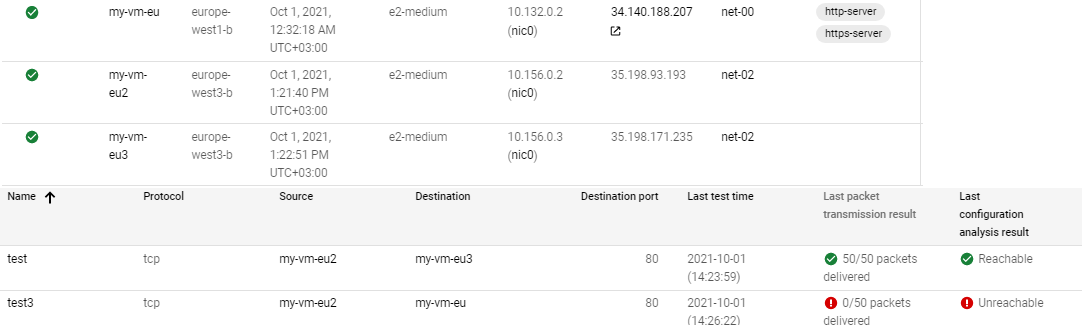 my-vm-eu europe- Oct 1, 2021, e2-medium 10.132.0.2 34.140.188.207 net-00 http-server
west1-b 12:32:18 AM (nic0) https-server
UTC+03:00
my-vm- europe- Oct 1, 2021, e2-medium 10.156.0.2 35.198.93.193 net-02
eu2 west3-b 1:21:40 PM (nic0)
UTC+03:00
my-vm- europe- Oct 1, 2021, e2-medium 10.156.0.3 35.198.171.235 net-02
eu3 west3-b 1:22:51 PM (nic0)
UTC+03:00
Name Protocol Source Destination Destination port Last test time Last packet Last
transmission result configuration
analysis result
test tcp my-vm-eu2 my-vm-eu3 80 2021-10-01 50/50 packets Reachable
(14:23:59) delivered
test3 tcp my-vm-eu2 my-vm-eu 80 2021-10-01 0/50 packets Unreachable
(14:26:22) delivered